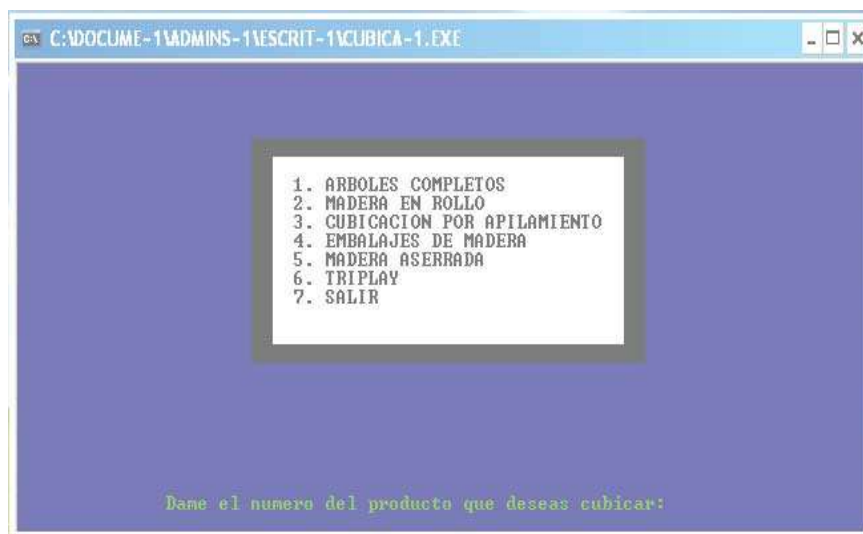 C:\DOCUME~1\ADMINS~1\ESCRIT~1\CUBICA~1.EXE
1. ARBOLES COMPLETOS
2. MADERA EN ROLLO
3. CUBICACION POR APILAMIENTO
4. EMBALAJES DE MADERA
5. MADERA ASERRADA
6. TRIPLAY
7. SALIR
Dame el numero del producto que deseas cubicar: